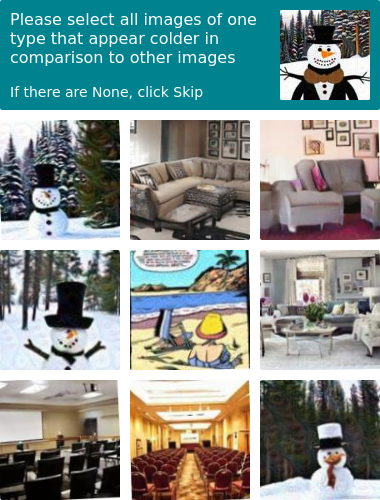 Please select all images of one
type that appear colder in
comparison to other images
If there are None, click Skip